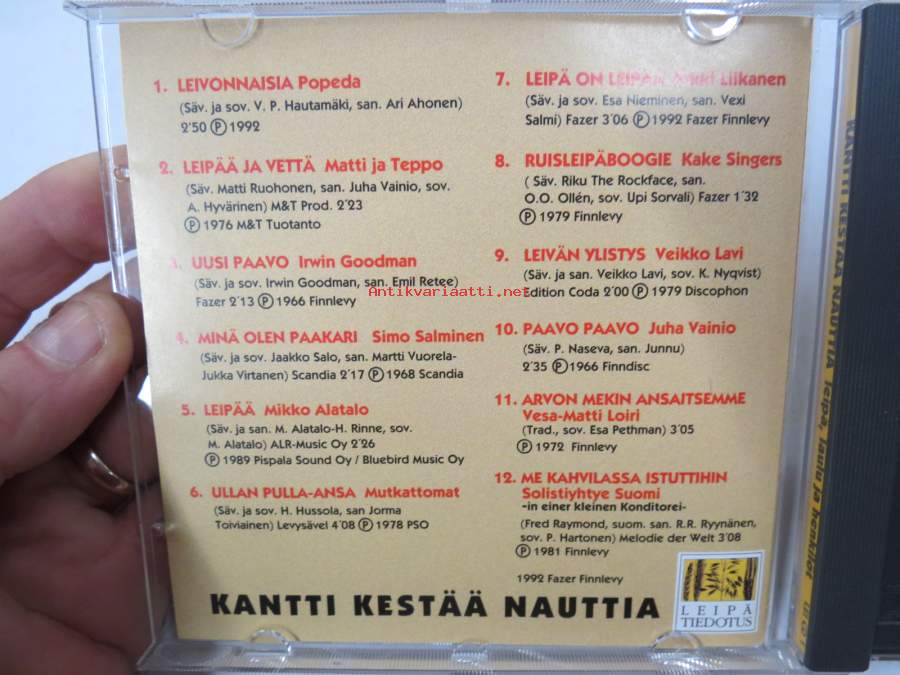 1. LEIVONNAISIA Popeda
(Säv. ja sov. V. P. Hautamäki, san. Ari Ahonen)
2'50 Ⓟ 1992
2. LEIPÄÄ JA VETTÄ Matti ja Teppo
(Säv. Matti Ruohonen, san. Juha Vainio, sov.
A. Hyvärinen) M&T Prod. 2'23
Ⓟ 1976 M&T Tuotanto
3. UUSI PAAVO Irwin Goodman
(Säv. ja sov. Irwin Goodman, san. Emil Retee)
Fazer 2'13 Ⓟ 1966 Finnlevy
4. MINÄ OLEN PAAKARI Simo Salminen
(Säv. ja sov. Jaakko Salo, san. Martti Vuorela-
Jukka Virtanen) Scandia 2'17 Ⓟ 1968 Scandia
5. LEIPÄÄ Mikko Alatalo
(Säv. ja san. M. Alatalo-H. Rinne, sov.
M. Alatalo) ALR-Music Oy 2'26
Ⓟ 1989 Pispala Sound Oy / Bluebird Music Oy
6. ULLAN PULLA-ANSA Mutkattomat
(Säv. ja sov. H. Hussola, san Jorma
Toiviainen) Levysävel 4'08 Ⓟ 1978 PSO
7. LEIPÄ ON LEIPÄÄ Liikanen
(Säv. ja sov. Esa Nieminen, san. Vexi
Salmi) Fazer 3'06 Ⓟ 1992 Fazer Finnlevy
8. RUISLEIPÄBOOGIE Kake Singers
( Säv. Riku The Rockface, san.
O.O. Ollén, sov. Upi Sorvali) Fazer 1'32
Ⓟ 1979 Finnlevy
9. LEIVÄN YLISTYS Veikko Lavi
(Säv. ja san. Veikko Lavi, sov. K. Nyqvist)
Edition Coda 2'00 Ⓟ 1979 Discophon
10. PAAVO PAAVO Juha Vainio
(Säv. P. Naseva, san. Junnu)
2'35 Ⓟ 1966 Finndisc
11. ARVON MEKIN ANSAITSEMME
Vesa-Matti Loiri
(Trad., sov. Esa Pethman) 3'05
Ⓟ 1972 Finnlevy
12. ME KAHVILASSA ISTUTTIHIN
Solistiyhtye Suomi
-in einer kleinen Konditorei-
(Fred Raymond, suom. san. R.R. Ryynänen,
sov. P. Hartonen) Melodie der Welt 3'08
Ⓟ 1981 Finnlevy
1992 Fazer Finnlevy
KANTTI KESTÄÄ NAUTTIA
LEIPÄ
TIEDOTUS
Antikvariaatti.net
KANTTI KESTÄÄ NAUTTIA leipä, laulu ja henkilöt